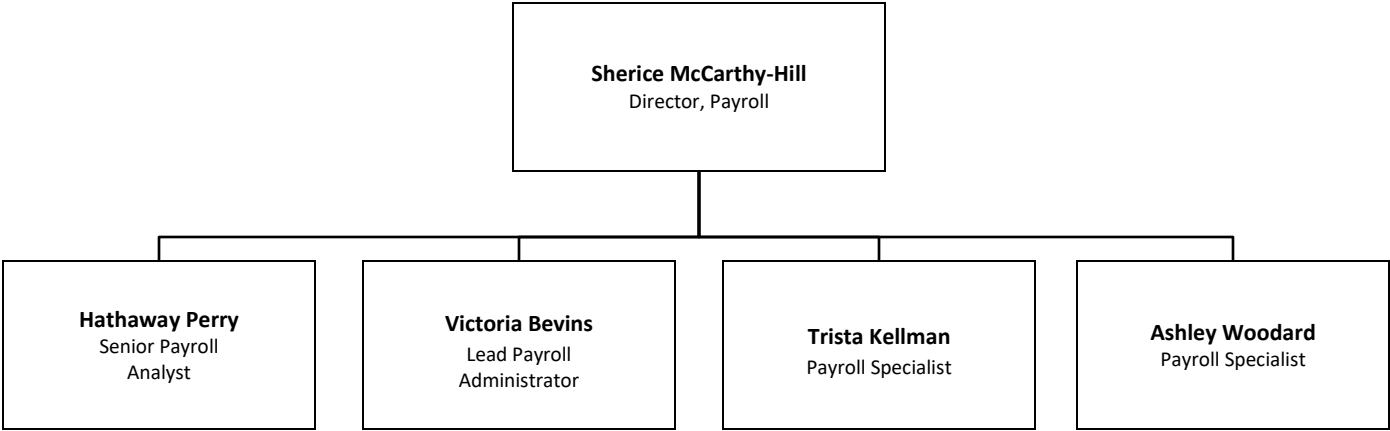 Sherice McCarthy-Hill
Director, Payroll
Hathaway Perry
Senior Payroll
Analyst
Victoria Bevins
Lead Payroll
Administrator
Trista Kellman
Payroll Specialist
Ashley Woodard
Payroll Specialist